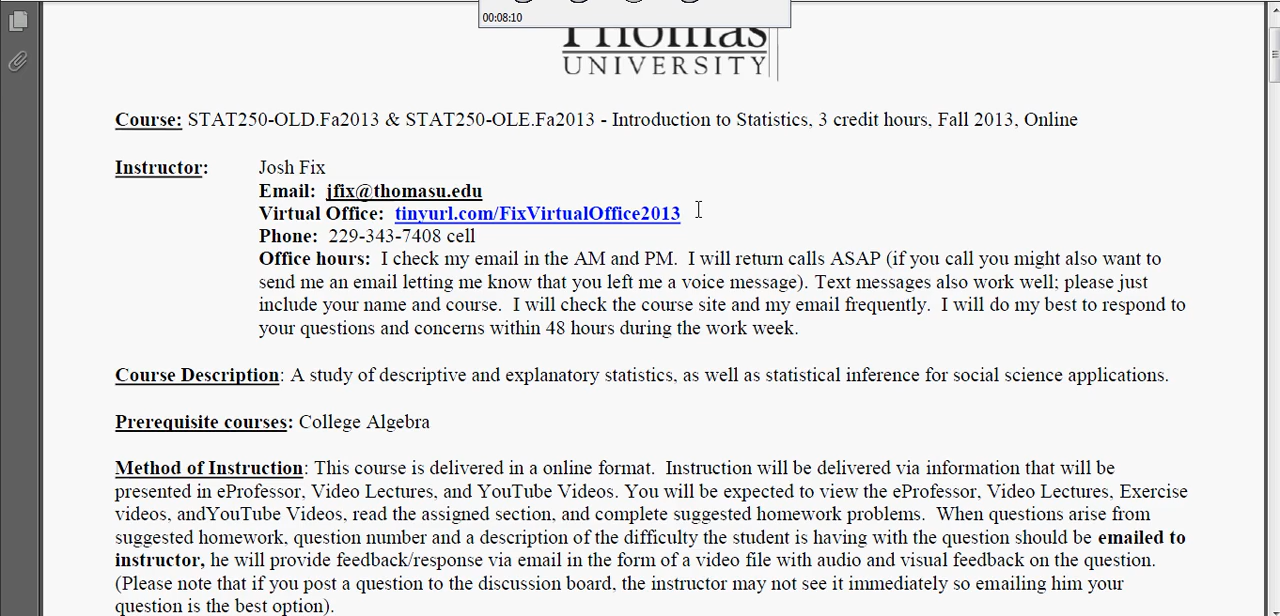 00:08:10
Thomas
UNIVERSITY
Course: STAT250-OLD.Fa2013 & STAT250-OLE.Fa2013 - Introduction to Statistics, 3 credit hours, Fall 2013, Online
Instructor: Josh Fix
Email: jfix@thomasu.edu
Virtual Office: tinyurl.com/FixVirtualOffice2013
Phone: 229-343-7408 cell
Office hours: I check my email in the AM and PM. I will return calls ASAP (if you call you might also want to
send me an email letting me know that you left me a voice message). Text messages also work well; please just
include your name and course. I will check the course site and my email frequently. I will do my best to respond to
your questions and concerns within 48 hours during the work week.
Course Description: A study of descriptive and explanatory statistics, as well as statistical inference for social science applications.
Prerequisite courses: College Algebra
Method of Instruction: This course is delivered in a online format. Instruction will be delivered via information that will be
presented in eProfessor, Video Lectures, and YouTube Videos. You will be expected to view the eProfessor, Video Lectures, Exercise
videos, andYouTube Videos, read the assigned section, and complete suggested homework problems. When questions arise from
suggested homework, question number and a description of the difficulty the student is having with the question should be emailed to
instructor, he will provide feedback/response via email in the form of a video file with audio and visual feedback on the question.
(Please note that if you post a question to the discussion board, the instructor may not see it immediately so emailing him your
question is the best option).